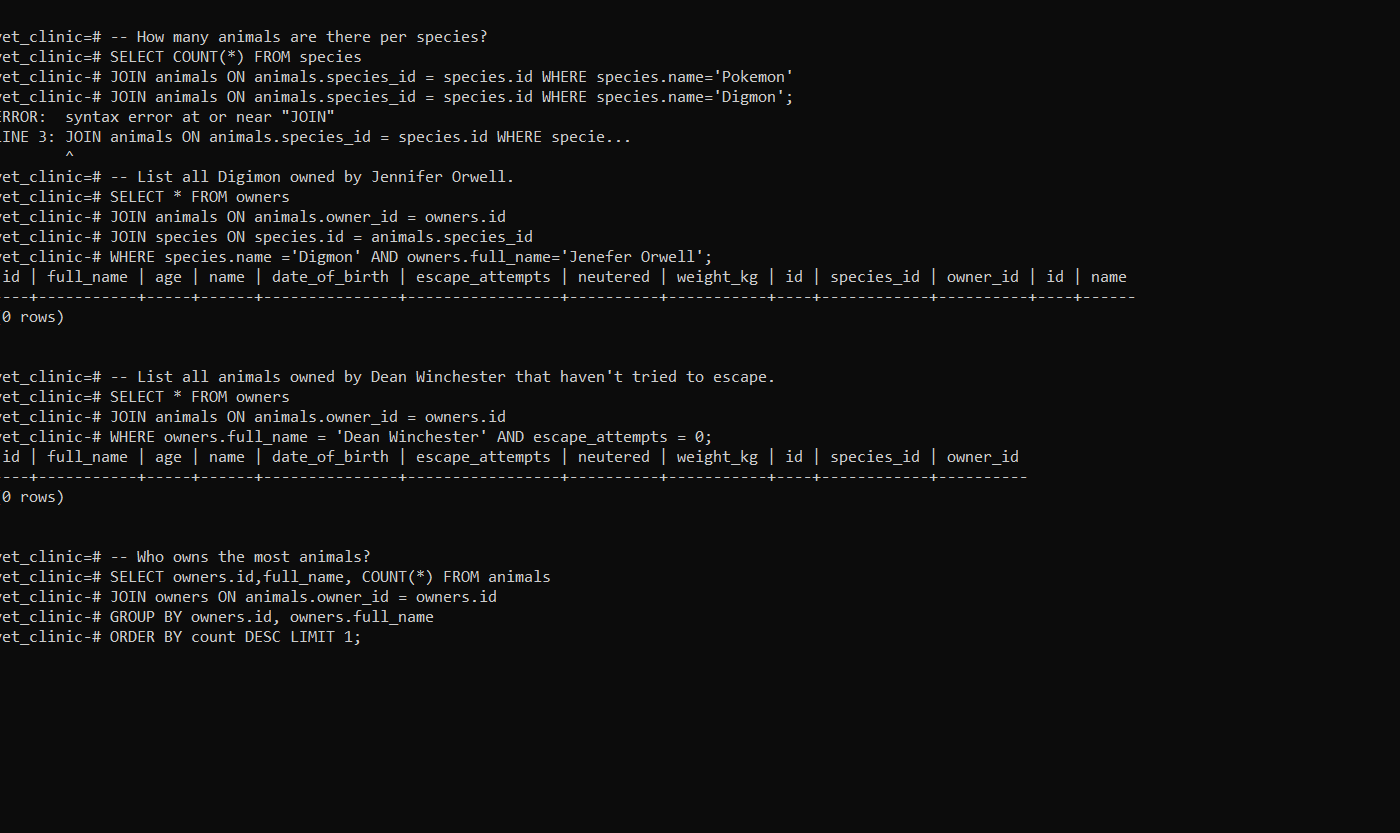 vet_clinic=# -- How many animals are there per species?
vet_clinic=# SELECT COUNT(*) FROM species
vet_clinic-# JOIN animals ON animals.species_id = species.id WHERE species.name='Pokemon'
vet_clinic-# JOIN animals ON animals.species_id = species.id WHERE species.name='Digmon';
ERROR:  syntax error at or near "JOIN"
LINE 3: JOIN animals ON animals.species_id = species.id WHERE specie...
        ^
vet_clinic=# -- List all Digimon owned by Jennifer Orwell.
vet_clinic=# SELECT * FROM owners
vet_clinic-# JOIN animals ON animals.owner_id = owners.id
vet_clinic-# JOIN species ON species.id = animals.species_id
vet_clinic-# WHERE species.name ='Digmon' AND owners.full_name='Jenefer Orwell';
id | full_name | age | name | date_of_birth | escape_attempts | neutered | weight_kg | id | species_id | owner_id | id | name
----+-----------+-----+------+---------------+-----------------+----------+-----------+----+------------+----------+----+------
0 rows)
vet_clinic=# -- List all animals owned by Dean Winchester that haven't tried to escape.
vet_clinic=# SELECT * FROM owners
vet_clinic-# JOIN animals ON animals.owner_id = owners.id
vet_clinic-# WHERE owners.full_name = 'Dean Winchester' AND escape_attempts = 0;
id | full_name | age | name | date_of_birth | escape_attempts | neutered | weight_kg | id | species_id | owner_id
----+-----------+-----+------+---------------+-----------------+----------+-----------+----+------------+----------
0 rows)
vet_clinic=# -- Who owns the most animals?
vet_clinic=# SELECT owners.id,full_name, COUNT(*) FROM animals
vet_clinic-# JOIN owners ON animals.owner_id = owners.id
vet_clinic-# GROUP BY owners.id, owners.full_name
vet_clinic-# ORDER BY count DESC LIMIT 1;